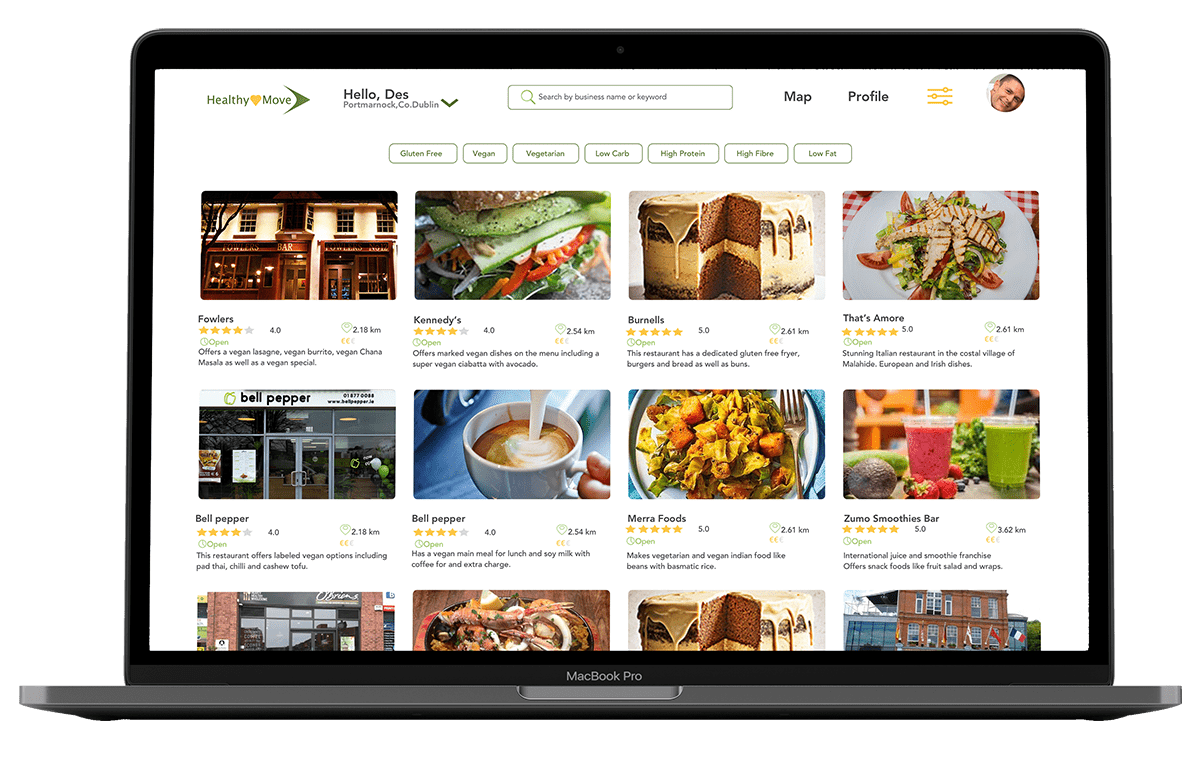 Healthy Move
Hello, Des
Portmarnock,Co.Dublin
Search by business name or keyword
Map
Profile
Gluten Free
Vegan
Vegetarian
Low Carb
High Protein
High Fibre
Low Fat
FOWLERS BAR
Fowlers
4.0
2.18 km
Open
€€€
Offers a vegan lasagne, vegan burrito, vegan Chana
Masala as well as a vegan special.
Kennedy's
4.0
2.54 km
Open
€€€
Offers marked vegan dishes on the menu including a
super vegan ciabatta with avocado.
Burnells
5.0
2.61 km
Open
€€€
This restaurant has a dedicated gluten free fryer,
burgers and bread as well as buns.
That's Amore
5.0
2.61 km
Open
€€€
Stunning Italian restaurant in the costal village of
Malahide. European and Irish dishes.
bell pepper
01 877 0088
www.bellpepper.ie
Bell pepper
4.0
2.18 km
Open
€€€
This restaurant offers labeled vegan options including
pad thai, chilli and cashew tofu.
Bell pepper
4.0
2.54 km
Open
€€€
Has a vegan main meal for lunch and soy milk with
coffee for and extra charge.
Merra Foods
5.0
2.61 km
Open
€€€
Makes vegetarian and vegan indian food like
beans with basmatic rice.
Zumo Smoothies Bar
5.0
3.62 km
Open
€€€
International juice and smoothie franchise
Offers snack foods like fruit salad and wraps.
O'Briens
MacBook Pro